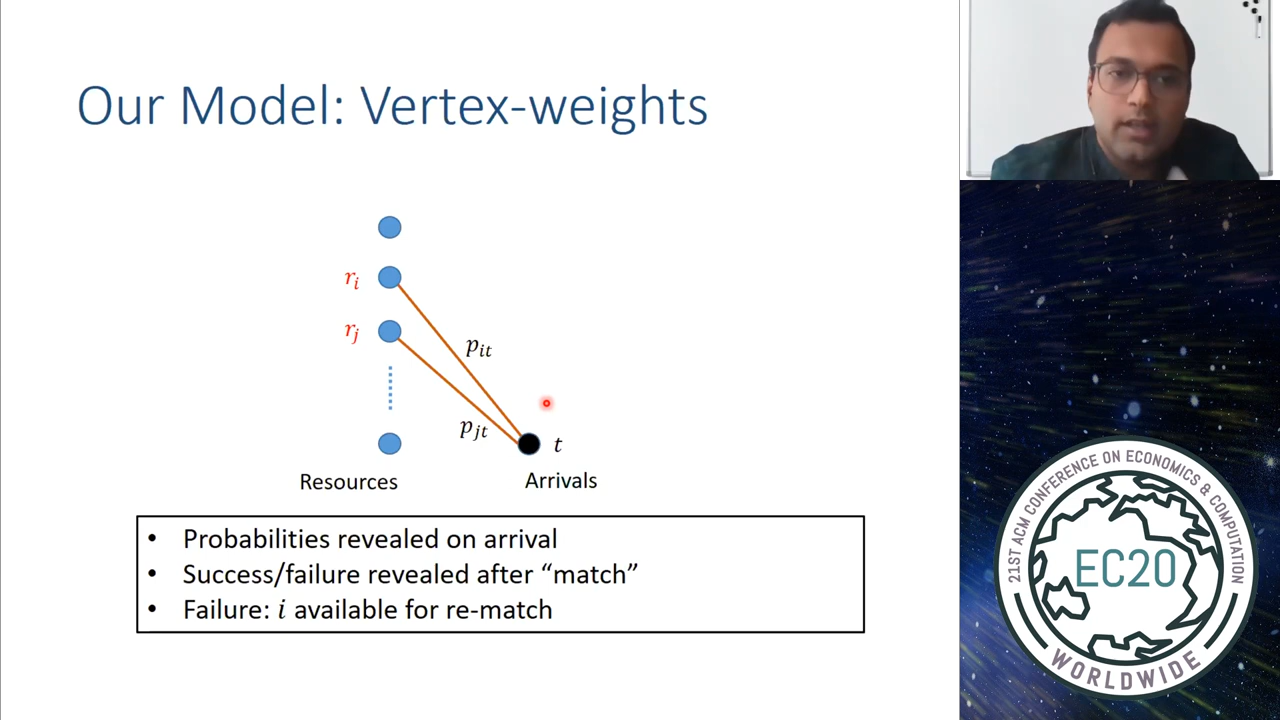 Our Model: Vertex-weights
r_i
r_j
p_it
p_jt
t
Resources
Arrivals
• Probabilities revealed on arrival
• Success/failure revealed after “match”
• Failure: i available for re-match
21ST ACM CONFERENCE ON ECONOMICS & COMPUTATION
EC20
WORLDWIDE